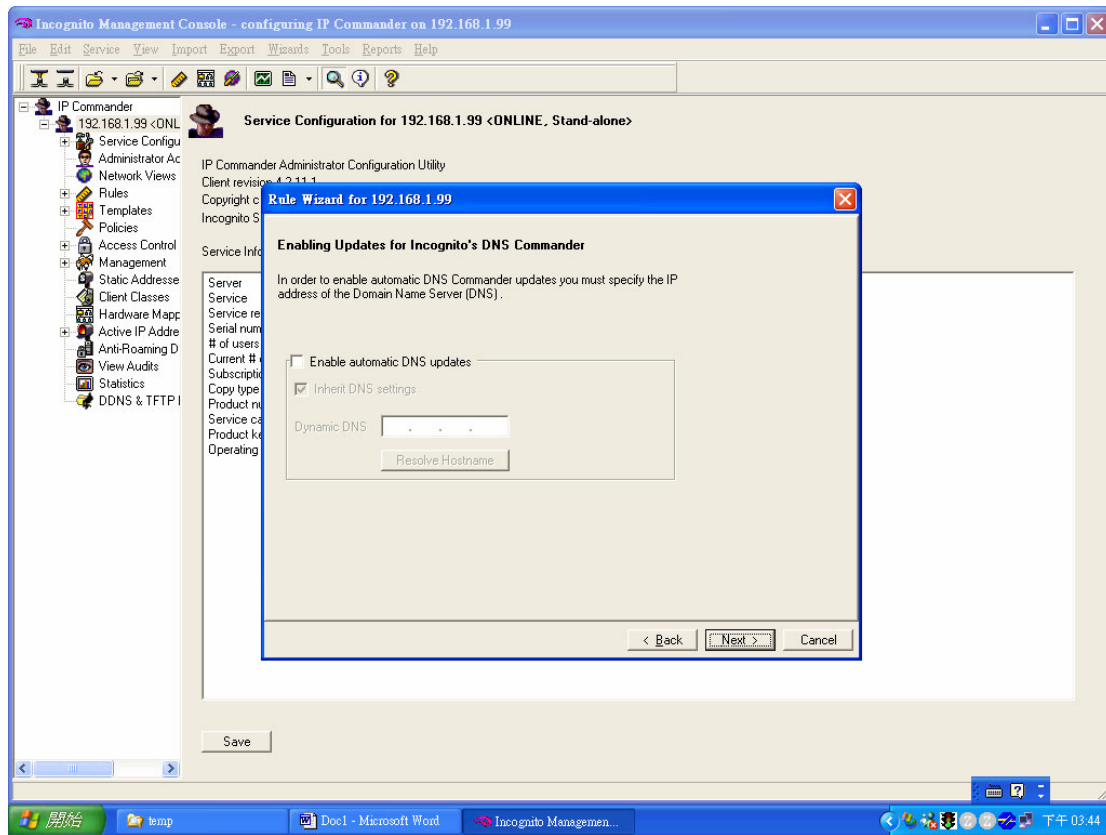 Incognito Management Console - configuring IP Commander on 192.168.1.99
File Edit Service View Import Export Wizards Tools Reports Help
IP Commander
192.168.1.99 <ONL
Service Configu
Administrator Ac
Network Views
Rules
Templates
Policies
Access Control
Management
Static Addresse
Client Classes
Hardware Mapp
Active IP Addre
Anti-Roaming D
View Audits
Statistics
DDNS & TFTP
Service Configuration for 192.168.1.99 <ONLINE, Stand-alone>
IP Commander Administrator Configuration Utility
Client revision 4.2.11.1
Copyright c
Incognito S
Service Info
Server
Service
Service re
Serial num
# of users
Current #
Subscriptio
Copy type
Product nu
Service ca
Product ke
Operating
Rule Wizard for 192.168.1.99
Enabling Updates for Incognito's DNS Commander
In order to enable automatic DNS Commander updates you must specify the IP
address of the Domain Name Server (DNS) .
Enable automatic DNS updates
Inherit DNS settings
Dynamic DNS . . .
Resolve Hostname
< Back Next > Cancel
Save
開始 temp Doc1 - Microsoft Word Incognito Managemen... 下午 03:44